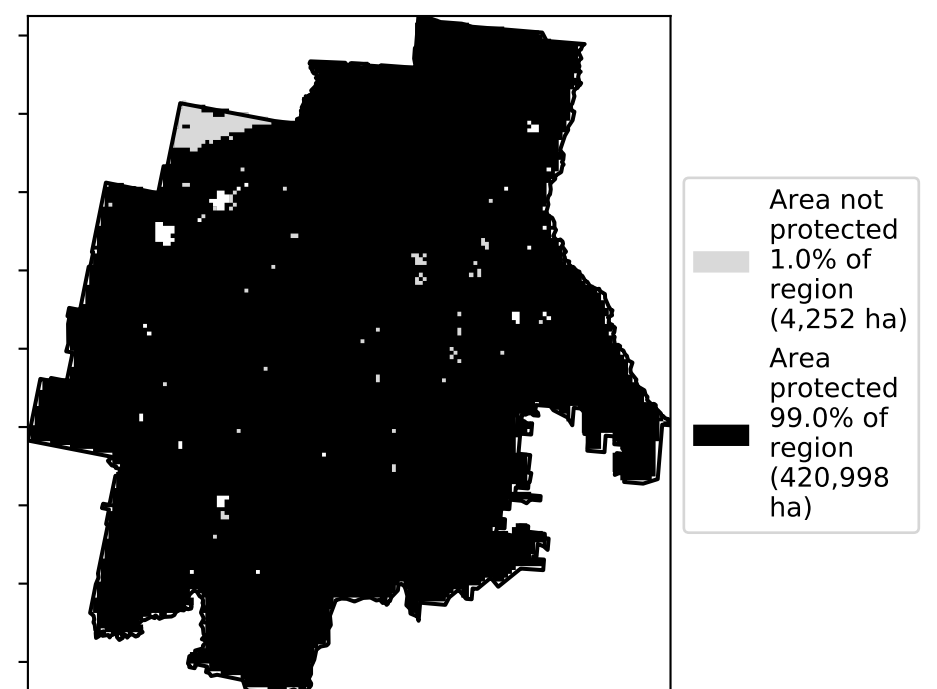 Area not
protected
1.0% of
region
(4,252 ha)
Area
protected
99.0% of
region
(420,998
ha)